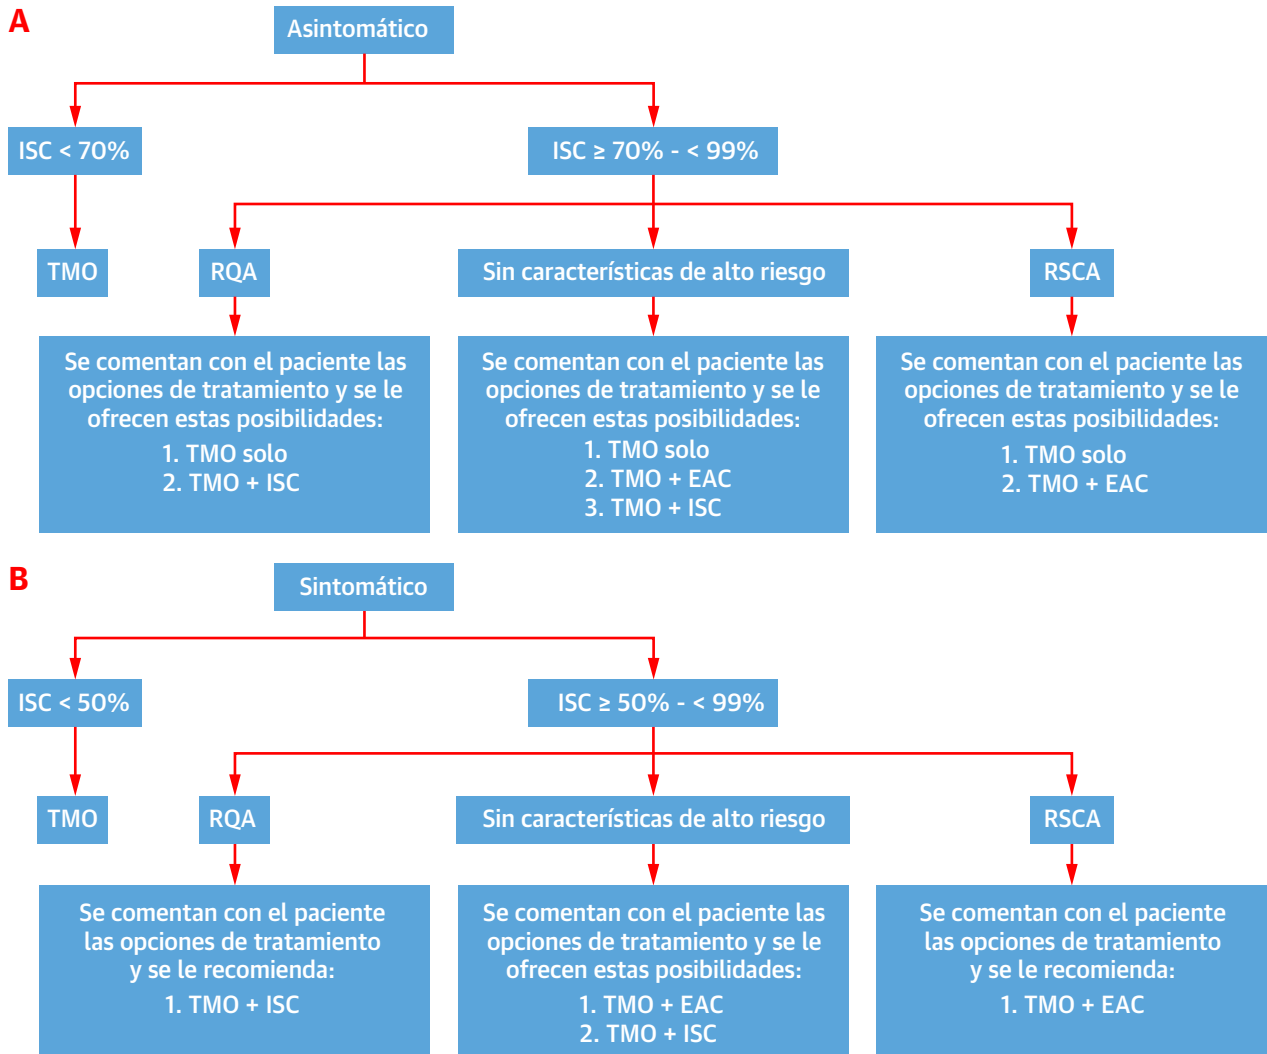 A
Asintomático
ISC < 70%
ISC ≥ 70% - < 99%
TMO
RQA
Sin características de alto riesgo
RSCA
Se comentan con el paciente las
opciones de tratamiento y se le
ofrecen estas posibilidades:
1. TMO solo
2. TMO + ISC
Se comentan con el paciente las
opciones de tratamiento y se le
ofrecen estas posibilidades:
1. TMO solo
2. TMO + EAC
3. TMO + ISC
Se comentan con el paciente las
opciones de tratamiento y se le
ofrecen estas posibilidades:
1. TMO solo
2. TMO + EAC
B
Sintomático
ISC < 50%
ISC ≥ 50% - < 99%
TMO
RQA
Sin características de alto riesgo
RSCA
Se comentan con el paciente
las opciones de tratamiento
y se le recomienda:
1. TMO + ISC
Se comentan con el paciente las
opciones de tratamiento y se le
ofrecen estas posibilidades:
1. TMO + EAC
2. TMO + ISC
Se comentan con el paciente
las opciones de tratamiento
y se le recomienda:
1. TMO + EAC